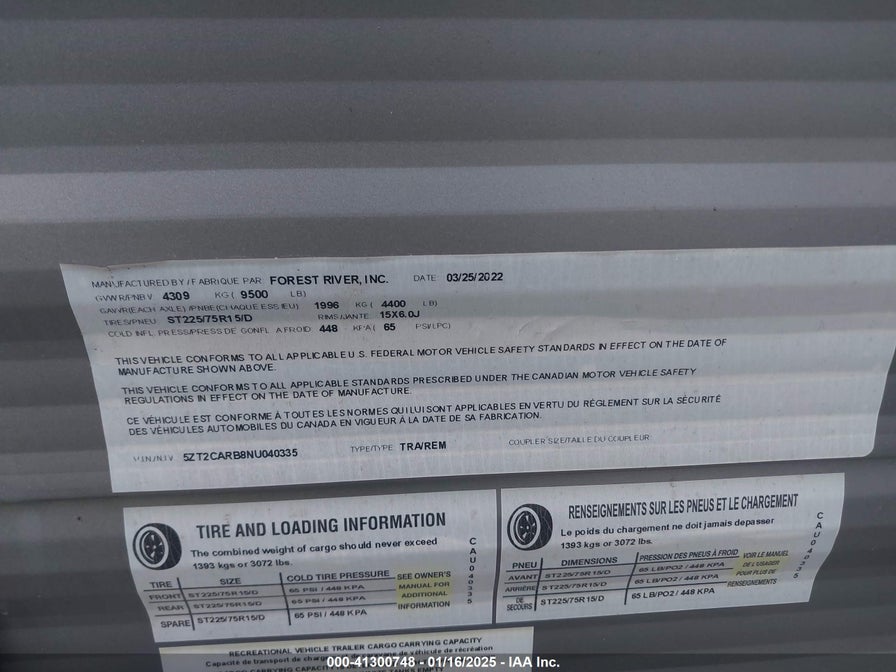 MANUFACTURED BY / FABRIQUE PAR FOREST RIVER, INC. DATE 03/25/2022
GVWR/PNBV 4309 KG ( 9500 LB)
GAWR(EACH AXLE) /PNBE(CHAQUE ESSIEU) 1996 KG ( 4400 LB)
TIRES/PNEU ST225/75R15/D RIMS/JANTE 15X6.0J
COLD INFL. PRESS/PRESS DE GONFL A FROID 448 KPA( 65 PSI/LPC)
THIS VEHICLE CONFORMS TO ALL APPLICABLE U.S. FEDERAL MOTOR VEHICLE SAFETY STANDARDS IN EFFECT ON THE DATE OF
MANUFACTURE SHOWN ABOVE.
THIS VEHICLE CONFORMS TO ALL APPLICABLE STANDARDS PRESCRIBED UNDER THE CANADIAN MOTOR VEHICLE SAFETY
REGULATIONS IN EFFECT ON THE DATE OF MANUFACTURE.
CE VÉHICULE EST CONFORME À TOUTES LES NORMES QUI LUI SONT APPLICABLES EN VERTU DU RÉGLEMENT SUR LA SÉCURITÉ
DES VÉHICULES AUTOMOBILES DU CANADA EN VIGUEUR À LA DATE DE SA FABRICATION.
V.I.N./N.I.V. 5ZT2CARB8NU040335 TYPE/TYPE TRA/REM COUPLER SIZE/TAILLE DU COUPLEUR
TIRE AND LOADING INFORMATION
The combined weight of cargo should never exceed
1393 kgs or 3072 lbs.
TIRE SIZE COLD TIRE PRESSURE
FRONT ST225/75R15/D 65 PSI / 448 KPA
REAR ST225/75R15/D 65 PSI / 448 KPA
SPARE ST225/75R15/D 65 PSI / 448 KPA
SEE OWNER'S
MANUAL FOR
ADDITIONAL
INFORMATION
CAU040335
RENSEIGNEMENTS SUR LES PNEUS ET LE CHARGEMENT
Le poids du chargement ne doit jamais depasser
1393 kgs or 3072 lbs.
PNEU DIMENSIONS PRESSION DES PNEUS À FROID
AVANT ST225/75R15/D 65 LB/PO2 / 448 KPA
ARRIÈRE ST225/75R15/D 65 LB/PO2 / 448 KPA
DE SECOURS ST225/75R15/D 65 LB/PO2 / 448 KPA
VOIR LE MANUEL
DE L'USAGER
POUR PLUS DE
RENSEIGNEMENTS
CAU040335
RECREATIONAL VEHICLE TRAILER CARGO CARRYING CAPACITY
Capacite de transport de charge véhicule de récréation
000-41300748 - 01/16/2025 - IAA Inc.